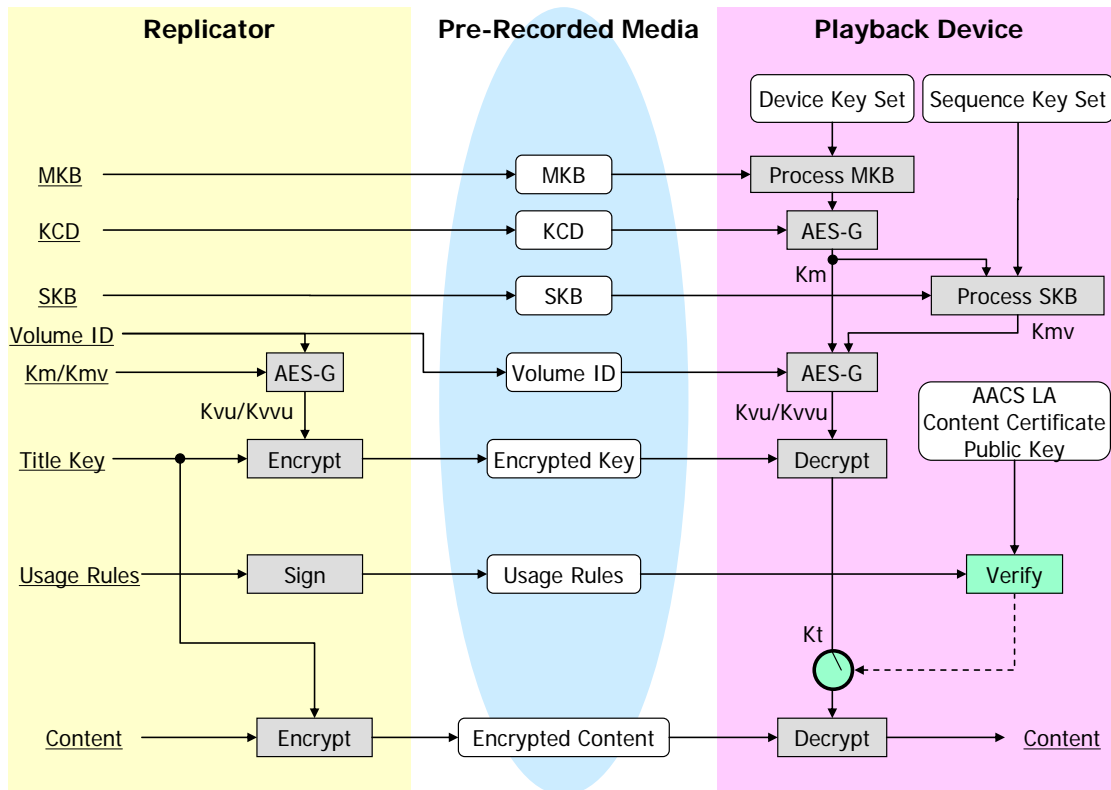 Replicator
Pre-Recorded Media
Playback Device
Device Key Set
Sequence Key Set
MKB
MKB
Process MKB
KCD
KCD
AES-G
Km
SKB
SKB
Process SKB
Kmv
Volume ID
Km/Kmv
AES-G
Volume ID
AES-G
Kvu/Kvvu
Kvu/Kvvu
AACS LA
Content Certificate
Public Key
Title Key
Encrypt
Encrypted Key
Decrypt
Usage Rules
Sign
Usage Rules
Verify
Kt
Content
Encrypt
Encrypted Content
Decrypt
Content